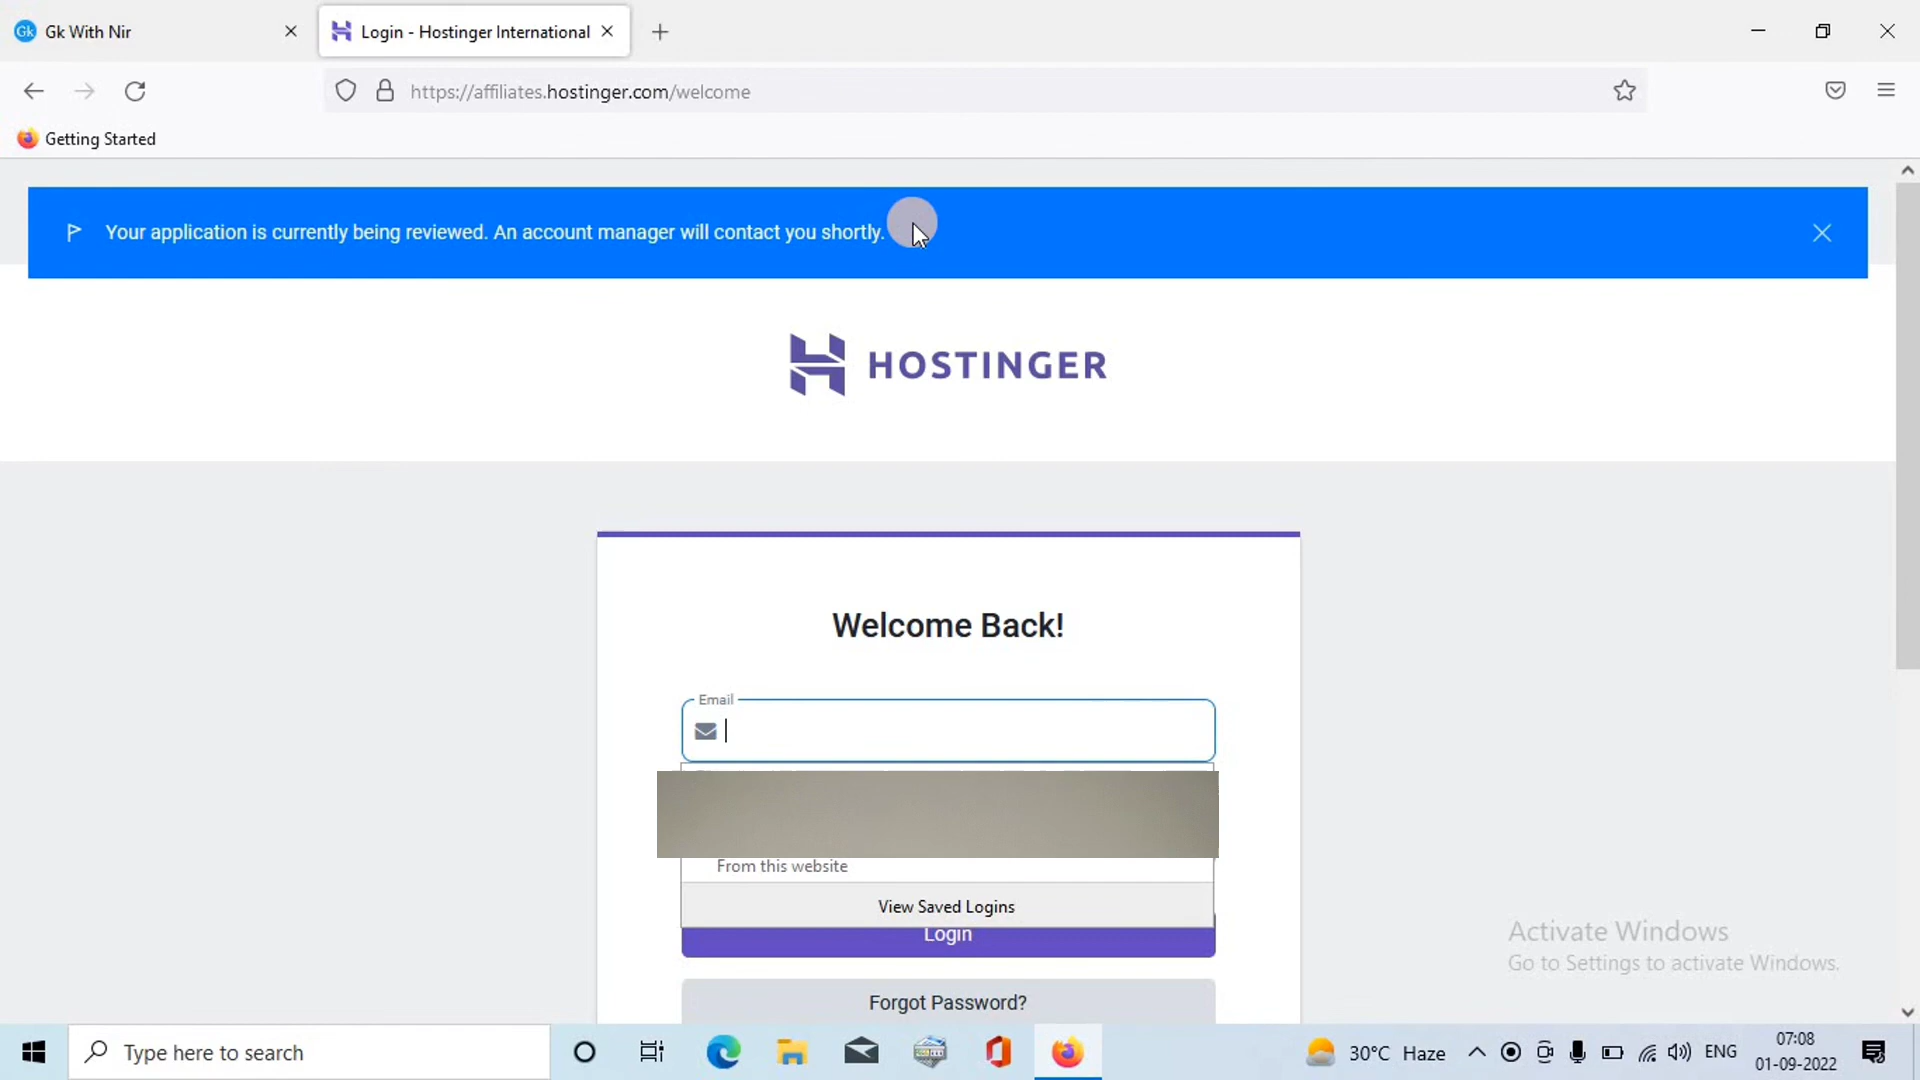 Gk Gk With Nir
Login - Hostinger International
https://affiliates.hostinger.com/welcome
Getting Started
Your application is currently being reviewed. An account manager will contact you shortly.
HOSTINGER
Welcome Back!
Email
From this website
View Saved Logins
Login
Forgot Password?
Activate Windows
Go to Settings to activate Windows.
Type here to search
30°C Haze
ENG
07:08
01-09-2022